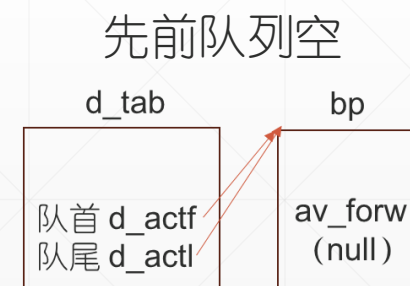 先前队列空
d_tab
bp
队首 d_actf
队尾 d_actl
av_forw
(null)